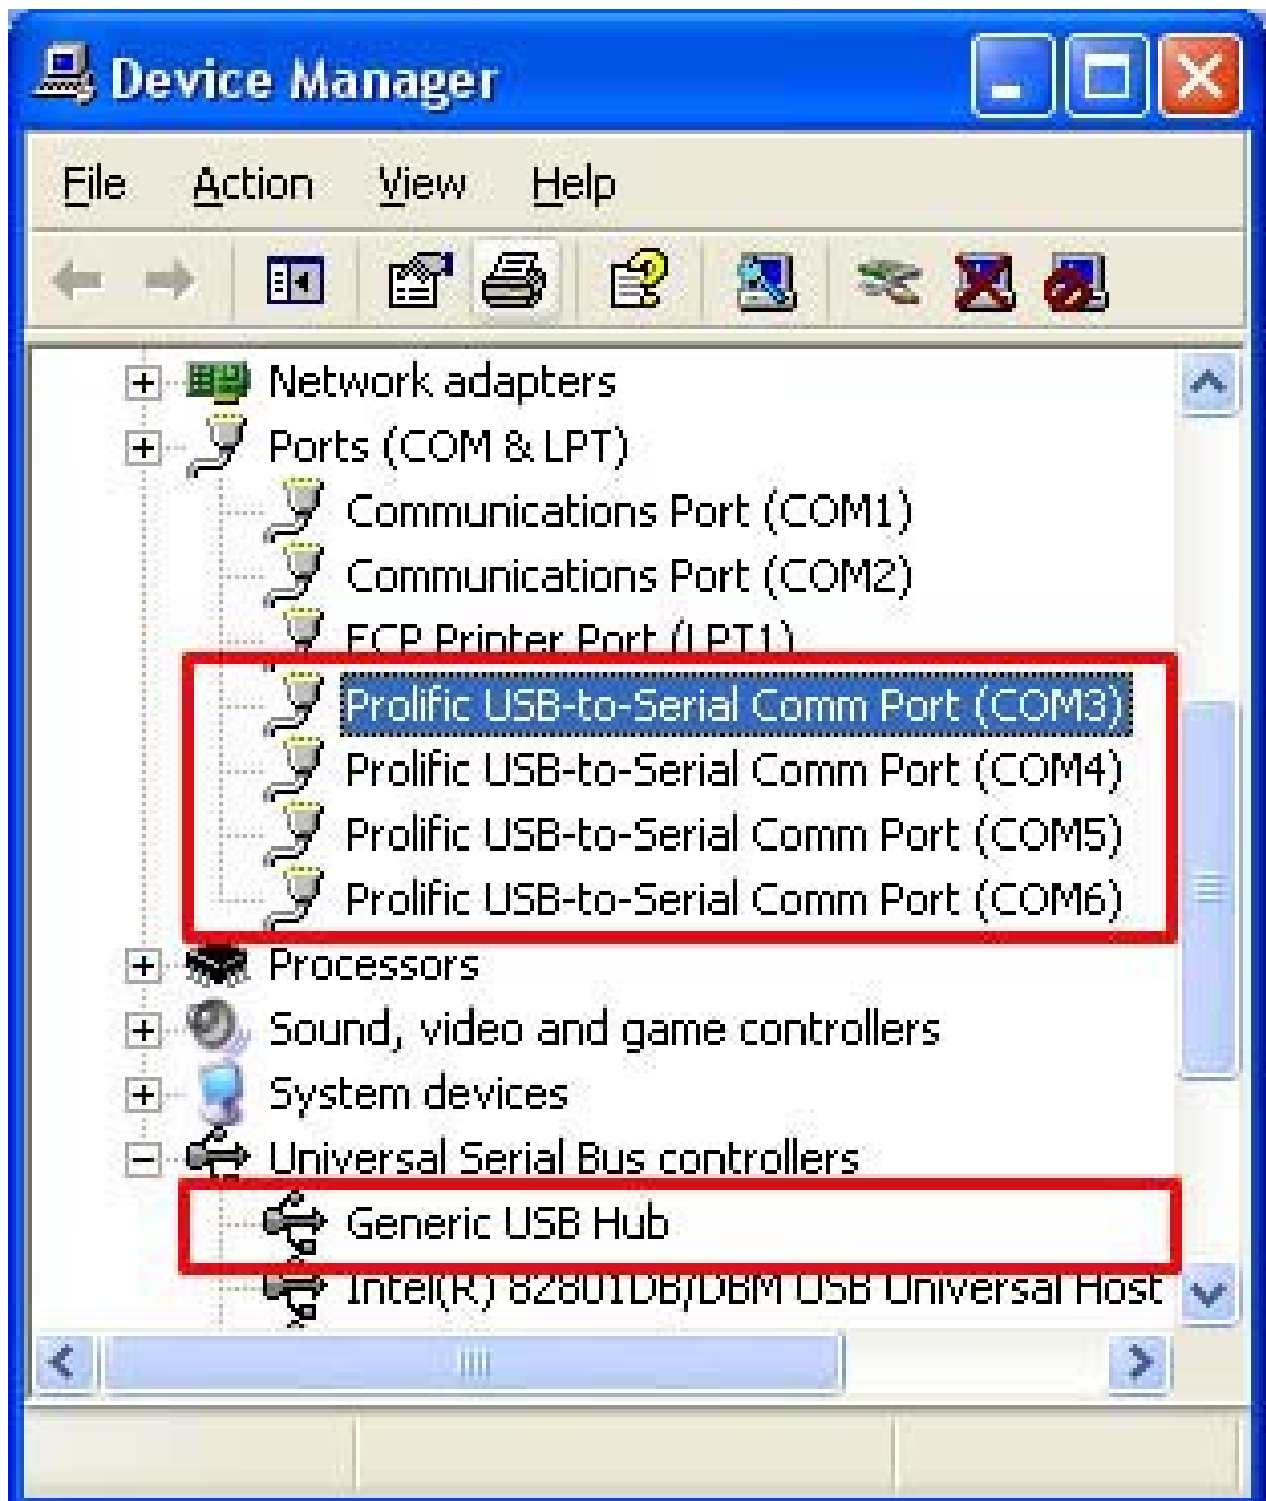 Device Manager
File Action View Help
Network adapters
Ports (COM & LPT)
Communications Port (COM1)
Communications Port (COM2)
ECP Printer Port (LPT1)
Prolific USB-to-Serial Comm Port (COM3)
Prolific USB-to-Serial Comm Port (COM4)
Prolific USB-to-Serial Comm Port (COM5)
Prolific USB-to-Serial Comm Port (COM6)
Processors
Sound, video and game controllers
System devices
Universal Serial Bus controllers
Generic USB Hub
Intel(R) 82801DB/DBM USB Universal Host